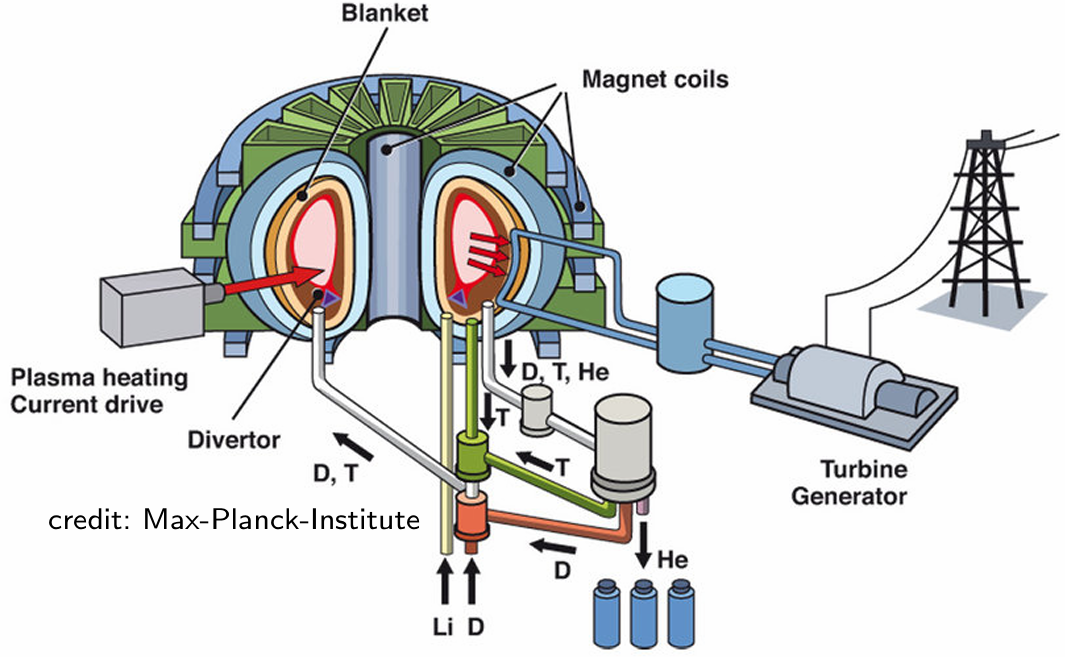 Blanket
Magnet coils
Plasma heating
Current drive
Divertor
D, T, He
T
T
D, T
Turbine
Generator
credit: Max-Planck-Institute
D
He
Li D